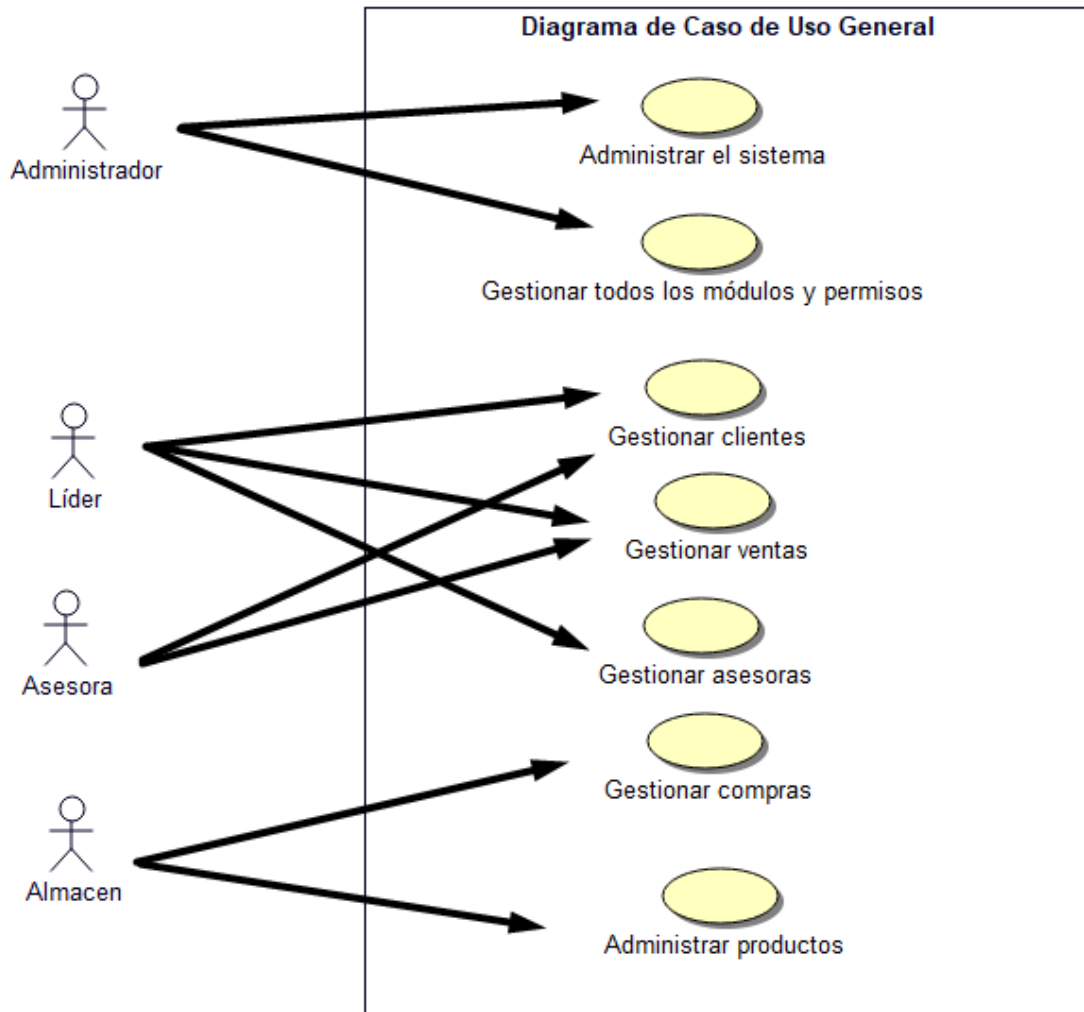 Diagrama de Caso de Uso General
Administrador
Administrar el sistema
Gestionar todos los módulos y permisos
Líder
Gestionar clientes
Gestionar ventas
Asesora
Gestionar asesoras
Gestionar compras
Almacen
Administrar productos